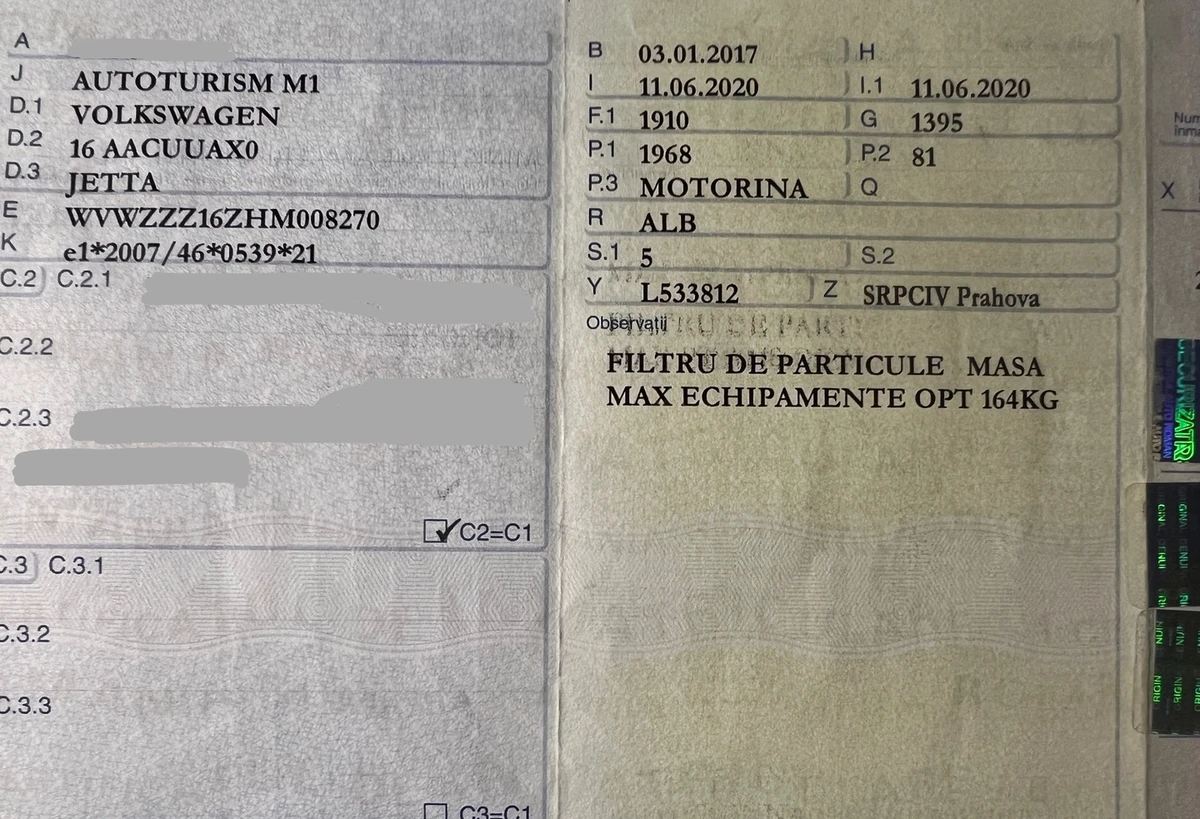 A
J AUTOTURISM M1
D.1 VOLKSWAGEN
D.2 16 AACUUAX0
D.3 JETTA
E WVWZZZ16ZHM008270
K e1*2007/46*0539*21
C.2 C.2.1
C.2.2
C.2.3
C2=C1
C.3 C.3.1
C.3.2
C.3.3
C3=C1
B 03.01.2017 H
I 11.06.2020 I.1 11.06.2020
F.1 1910 G 1395
P.1 1968 P.2 81
P.3 MOTORINA Q
R ALB
S.1 5 S.2
Y L533812 Z SRPCIV Prahova
Observații
FILTRU DE PARTICULE MASA
MAX ECHIPAMENTE OPT 164KG
X